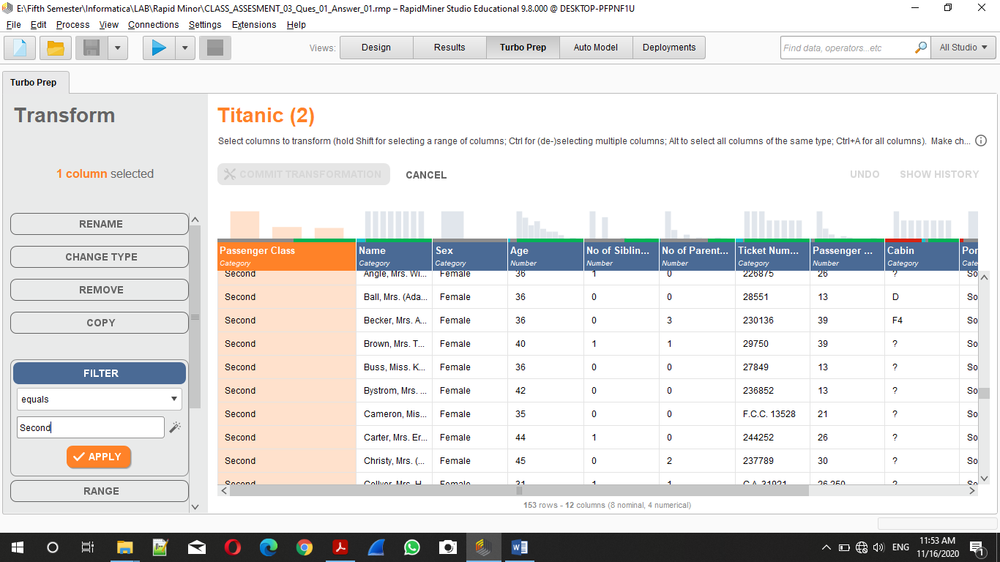 E:\Fifth Semester\Informatica\LAB\Rapid Minor\CLASS_ASSESMENT_03_Ques_01_Answer_01.rmp – RapidMiner Studio Educational 9.8.000 @ DESKTOP-PFPNF1U
File Edit Process View Connections Settings Extensions Help
Views: Design Results Turbo Prep Auto Model Deployments Find data, operators...etc All Studio
Turbo Prep
Transform
1 column selected
RENAME
CHANGE TYPE
REMOVE
COPY
FILTER
equals
Second
APPLY
RANGE
Titanic (2)
Select columns to transform (hold Shift for selecting a range of columns; Ctrl for (de-)selecting multiple columns; Alt to select all columns of the same type; Ctrl+A for all columns). Make ch...
COMMIT TRANSFORMATION CANCEL UNDO SHOW HISTORY
Passenger Class Name Sex Age No of Siblin... No of Parent... Ticket Num... Passenger ... Cabin Por
Category Category Category Number Number Number Category Number Category Cate
Second Angle, Mrs. Wi... Female 36 1 0 226875 26 ? So
Second Ball, Mrs. (Ada... Female 36 0 0 28551 13 D So
Second Becker, Mrs. A... Female 36 0 3 230136 39 F4 So
Second Brown, Mrs. T... Female 40 1 1 29750 39 ? So
Second Buss, Miss. K... Female 36 0 0 27849 13 ? So
Second Bystrom, Mrs. ... Female 42 0 0 236852 13 ? So
Second Cameron, Mis... Female 35 0 0 F.C.C. 13528 21 ? So
Second Carter, Mrs. Er... Female 44 1 0 244252 26 ? So
Second Christy, Mrs. (... Female 45 0 2 237789 30 ? So
Second Collyer, Mrs. H... Female 31 1 1 C.A. 31921 26.250 ? So
153 rows - 12 columns (8 nominal, 4 numerical)
ENG 11:53 AM
11/16/2020 1